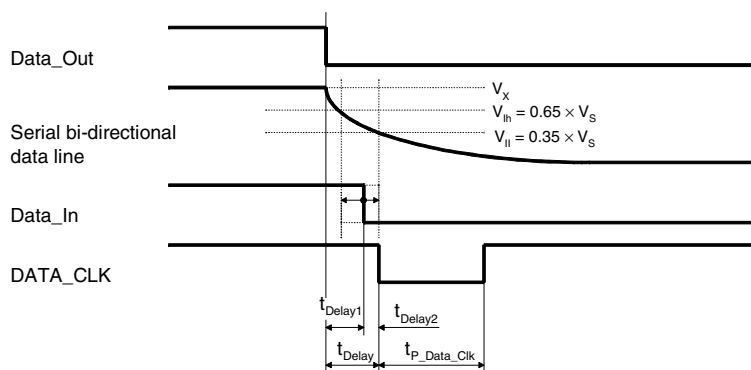 Data_Out
V_X
V_Ih = 0.65 × V_S
Serial bi-directional
data line
V_Il = 0.35 × V_S
Data_In
DATA_CLK
t_Delay1
t_Delay2
t_Delay
t_P_Data_Clk